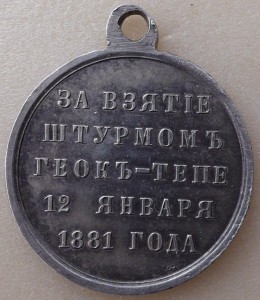 ЗА ВЗЯТІЕ
ШТУРМОМЪ
ГЕОКЪ-ТЕПЕ
12 ЯНВАРЯ
1881 ГОДА